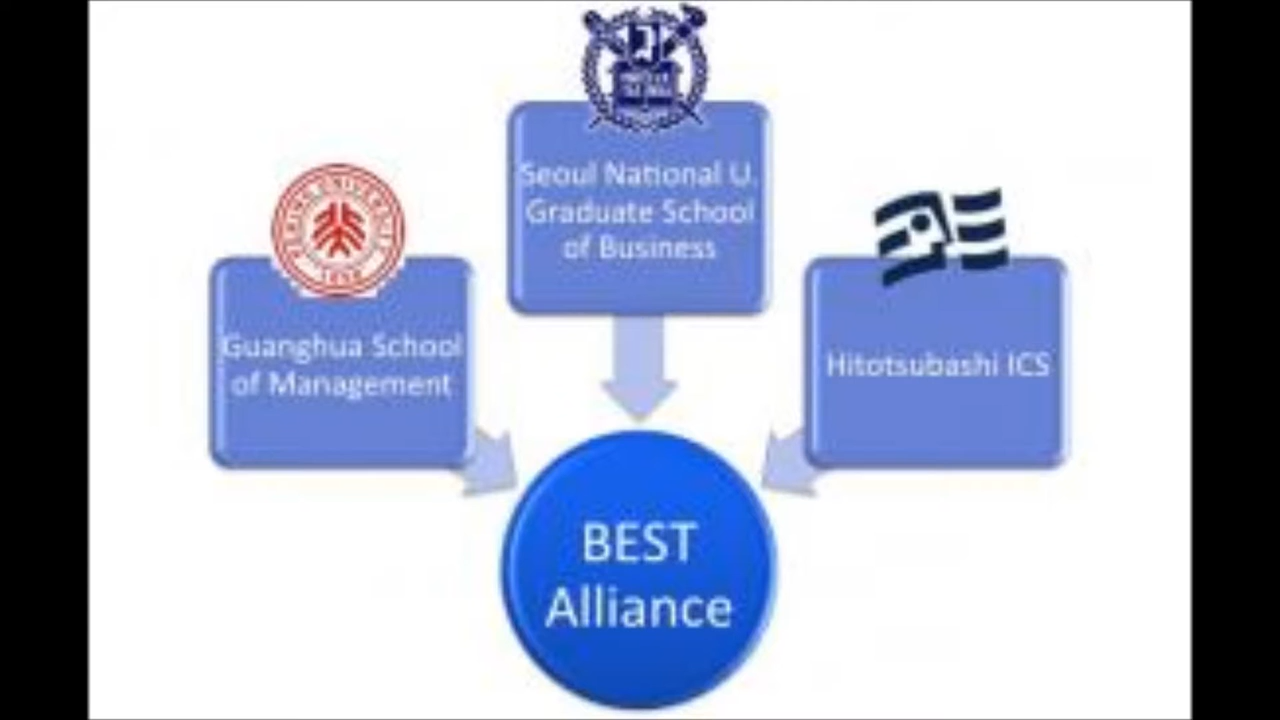 Seoul National U.
Graduate School
of Business
Guanghua School
of Management
Hitotsubashi ICS
BEST
Alliance